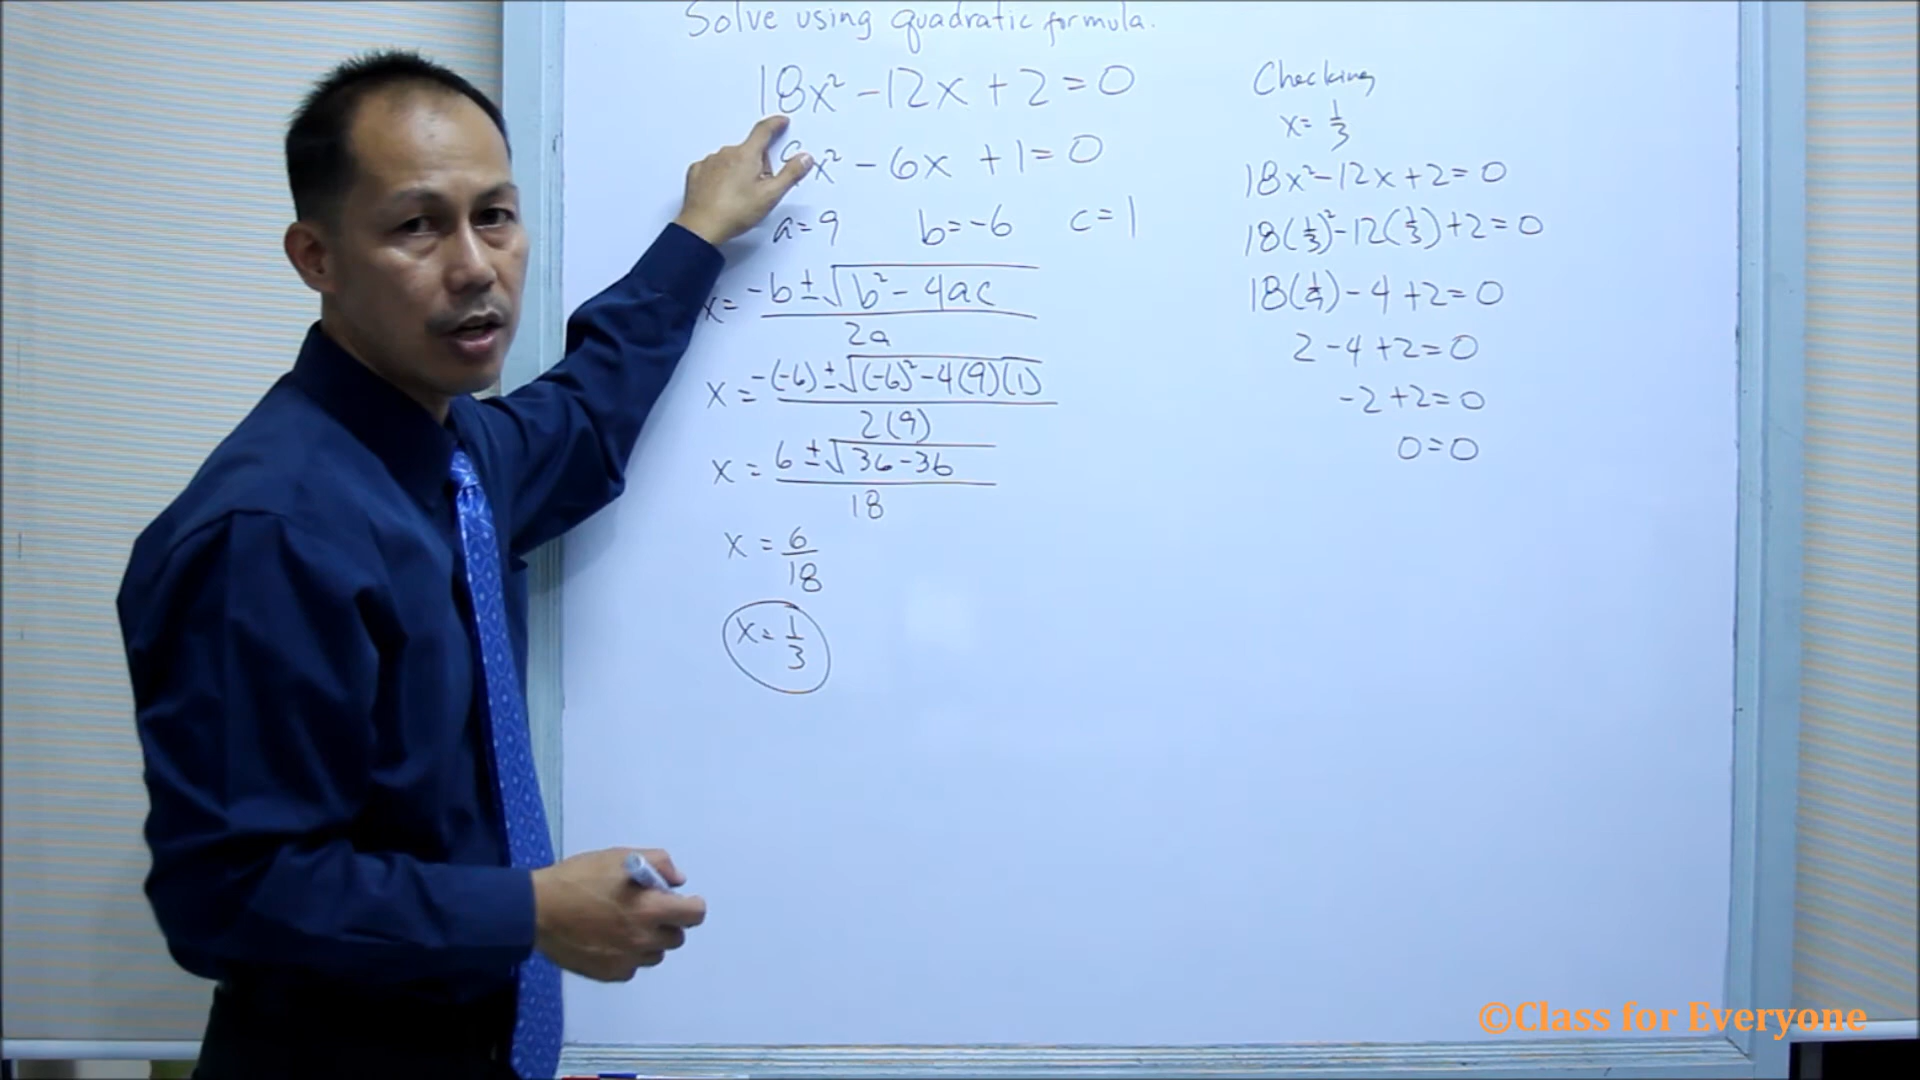 Solve using quadratic formula.
18x² - 12x + 2 = 0
9x² - 6x + 1 = 0
a = 9 b = -6 c = 1
x = (-b ± √(b² - 4ac)) / 2a
x = (-(-6) ± √((-6)² - 4(9)(1))) / 2(9)
x = (6 ± √(36 - 36)) / 18
x = 6/18
x = 1/3
Checking
x = 1/3
18x² - 12x + 2 = 0
18(1/3)² - 12(1/3) + 2 = 0
18(1/9) - 4 + 2 = 0
2 - 4 + 2 = 0
-2 + 2 = 0
0 = 0
©Class for Everyone